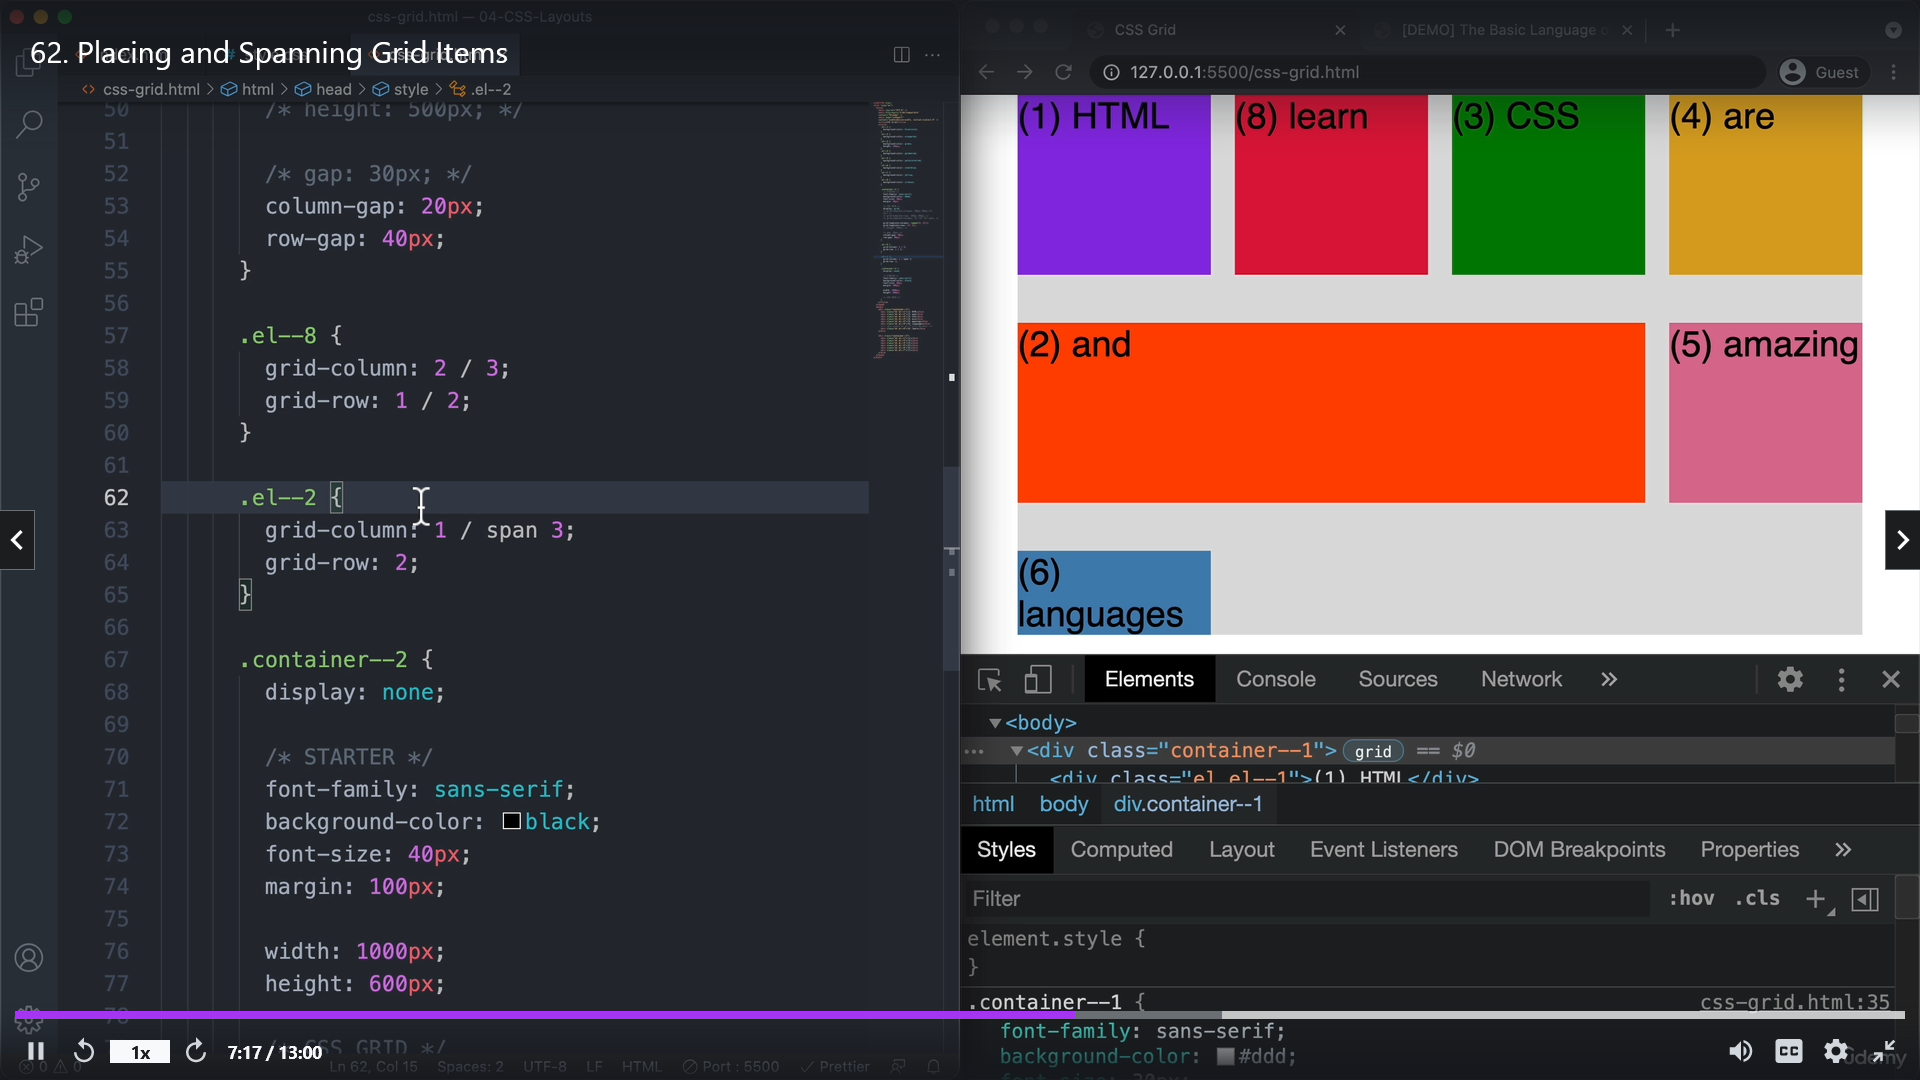 css-grid.html — 04-CSS-Layouts
62. Placing and Spanning Grid Items
css-grid.html > html > head > style > .el--2
50 /* height: 500px; */
51
52 /* gap: 30px; */
53 column-gap: 20px;
54 row-gap: 40px;
55 }
56
57 .el--8 {
58 grid-column: 2 / 3;
59 grid-row: 1 / 2;
60 }
61
62 .el--2 {
63 grid-column: 1 / span 3;
64 grid-row: 2;
65 }
66
67 .container--2 {
68 display: none;
69
70 /* STARTER */
71 font-family: sans-serif;
72 background-color: black;
73 font-size: 40px;
74 margin: 100px;
75
76 width: 1000px;
77 height: 600px;
78
/* CSS GRID */
1x 7:17 / 13:00
0 0 Ln 62, Col 15 Spaces: 2 UTF-8 LF HTML Port : 5500 Prettier
CSS Grid
[DEMO] The Basic Language o
127.0.0.1:5500/css-grid.html
Guest
(1) HTML
(8) learn
(3) CSS
(4) are
(2) and
(5) amazing
(6)
languages
Elements Console Sources Network »
<body>
<div class="container--1"> grid == $0
<div class="el el--1">(1) HTML</div>
html body div.container--1
Styles Computed Layout Event Listeners DOM Breakpoints Properties »
Filter :hov .cls +
element.style {
}
.container--1 { css-grid.html:35
font-family: sans-serif;
background-color: #ddd;
font-size: 30px;
CC
udemy